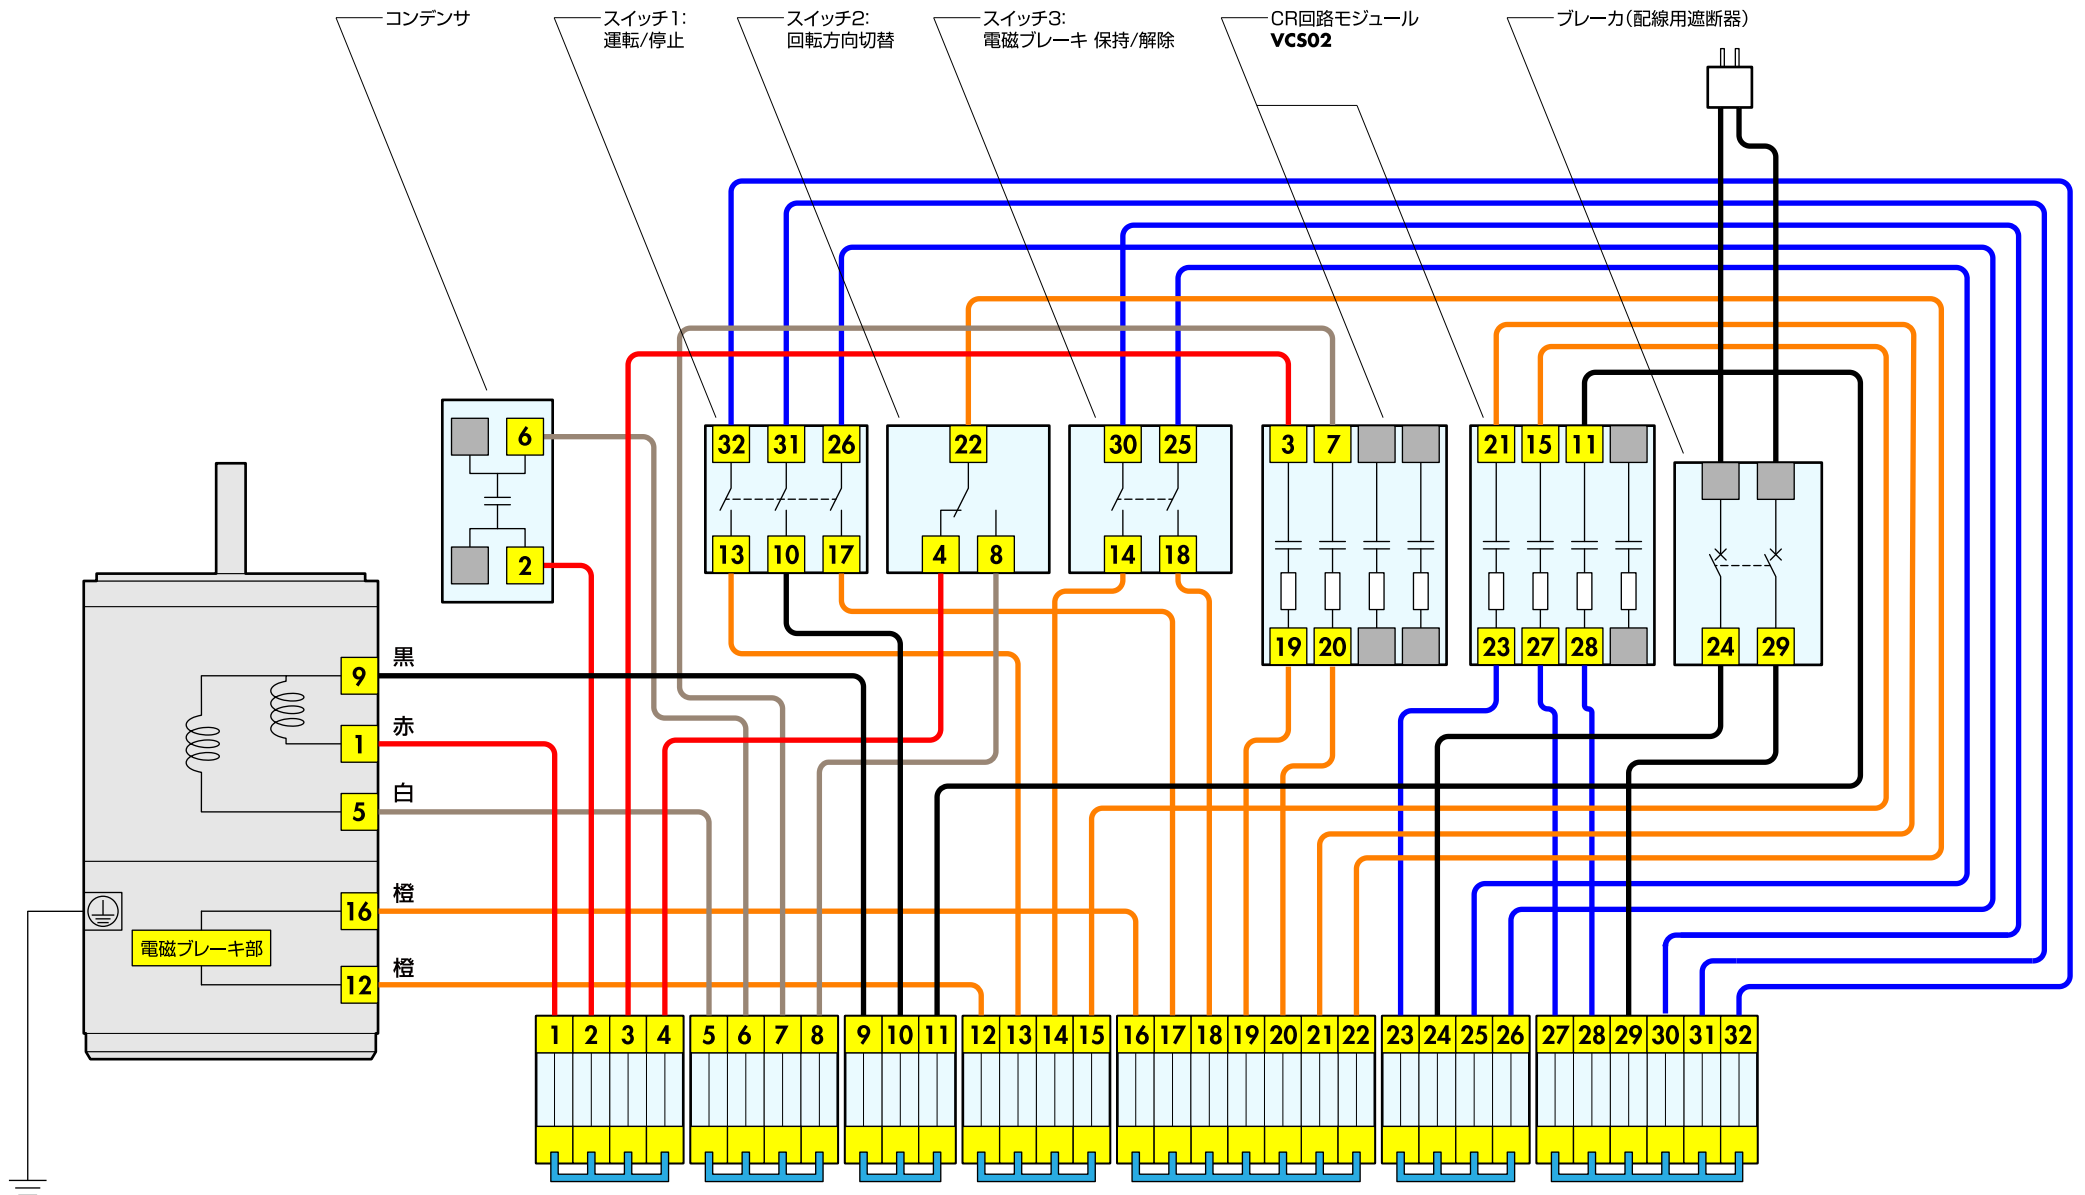 コンデンサ
スイッチ1:
運転/停止
スイッチ2:
回転方向切替
スイッチ3:
電磁ブレーキ 保持/解除
CR回路モジュール
VCS02
ブレーカ(配線用遮断器)
6
2
32 31 26
13 10 17
22
4 8
30 25
14 18
3 7
19 20
21 15 11
23 27 28
24 29
9 黒
1 赤
5 白
16 橙
電磁ブレーキ部
12 橙
1 2 3 4 5 6 7 8 9 10 11 12 13 14 15 16 17 18 19 20 21 22 23 24 25 26 27 28 29 30 31 32